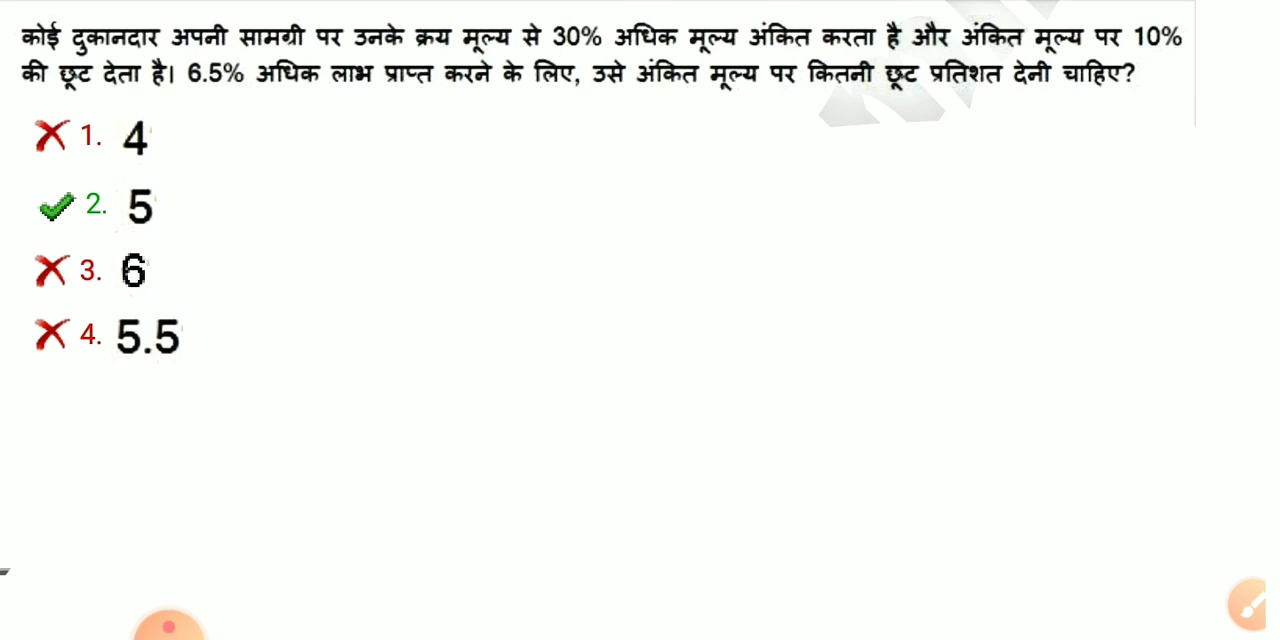 कोई दुकानदार अपनी सामग्री पर उनके क्रय मूल्य से 30% अधिक मूल्य अंकित करता है और अंकित मूल्य पर 10%
की छूट देता है। 6.5% अधिक लाभ प्राप्त करने के लिए, उसे अंकित मूल्य पर कितनी छूट प्रतिशत देनी चाहिए?
1. 4
2. 5
3. 6
4. 5.5